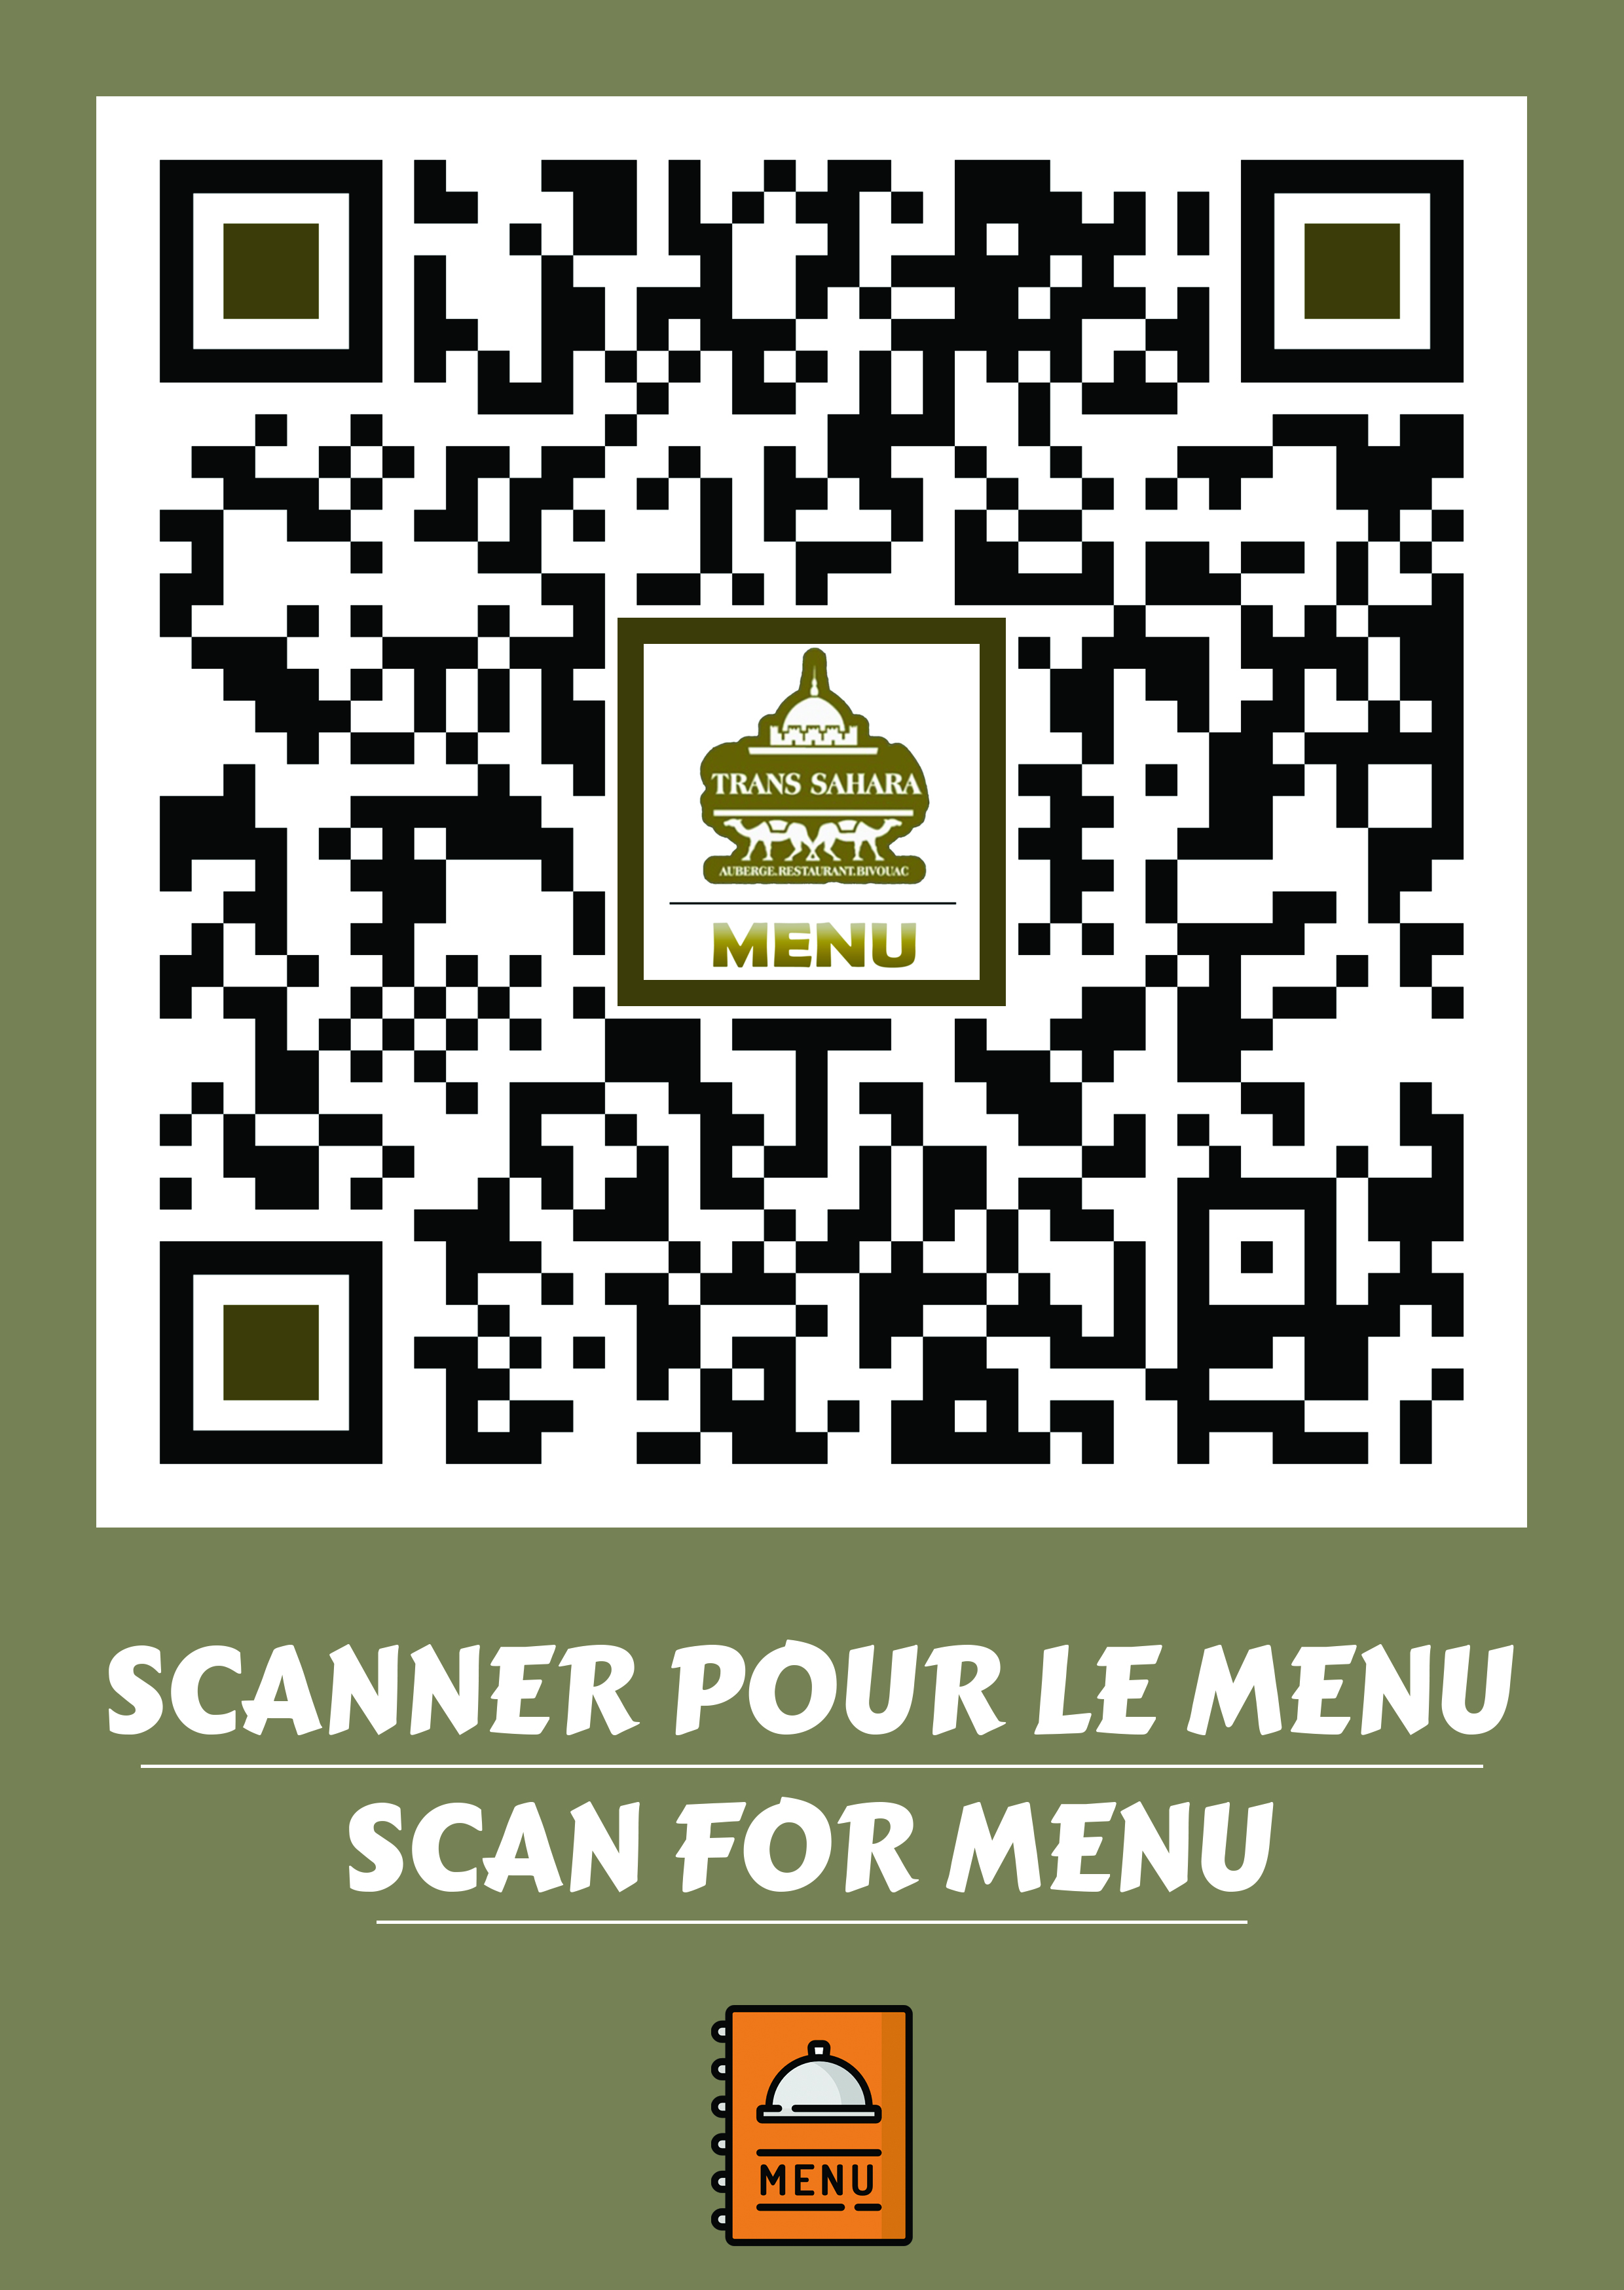 TRANS SAHARA
AUBERGE.RESTAURANT.BIVOUAC
MENU
SCANNER POUR LE MENU
SCAN FOR MENU
MENU